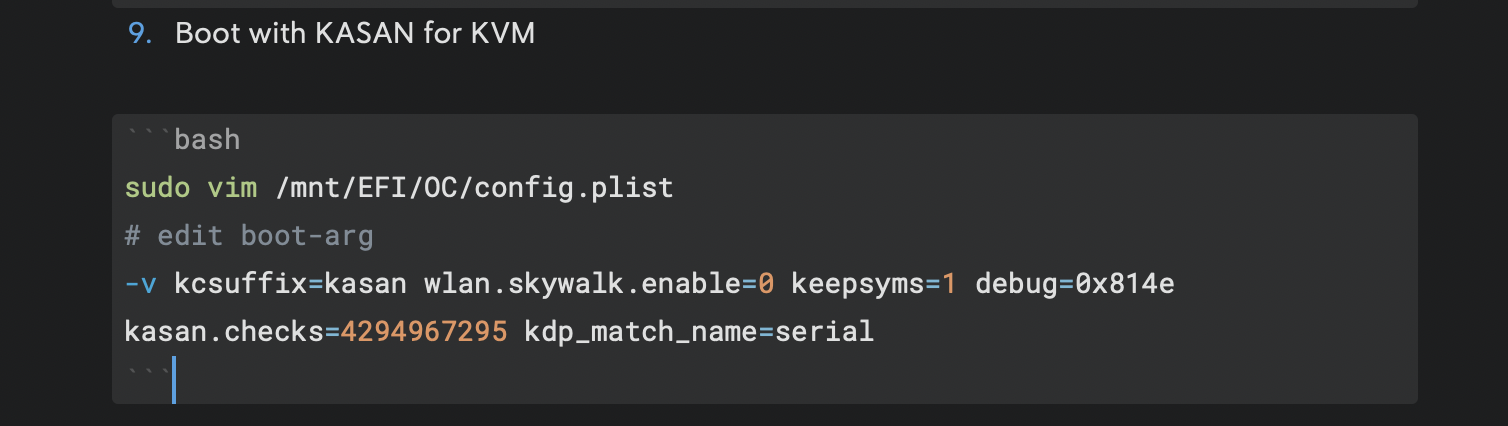 9. Boot with KASAN for KVM
```bash
sudo vim /mnt/EFI/OC/config.plist
# edit boot-arg
-v kcsuffix=kasan wlan.skywalk.enable=0 keepsyms=1 debug=0x814e
kasan.checks=4294967295 kdp_match_name=serial
```